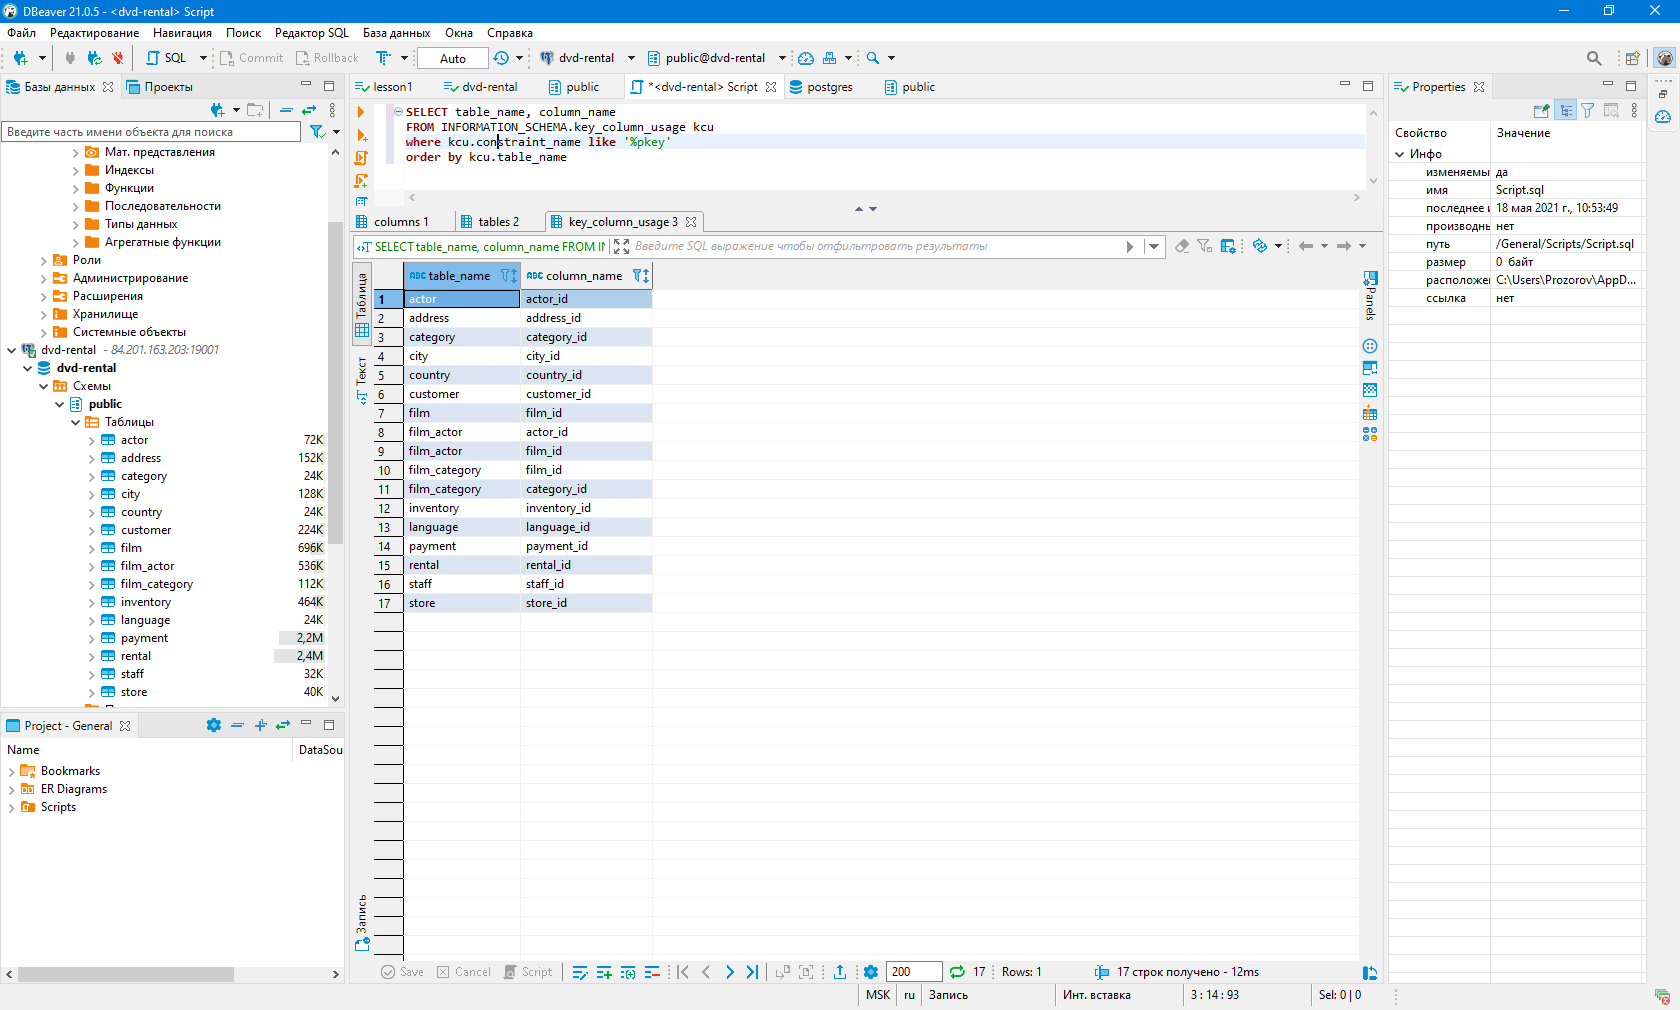 DBeaver 21.0.5 - <dvd-rental> Script
Файл Редактирование Навигация Поиск Редактор SQL База данных Окна Справка
SQL Commit Rollback Auto dvd-rental public@dvd-rental
Базы данных Проекты
Введите часть имени объекта для поиска
Мат. представления
Индексы
Функции
Последовательности
Типы данных
Агрегатные функции
Роли
Администрирование
Расширения
Хранилище
Системные объекты
dvd-rental - 84.201.163.203:19001
dvd-rental
Схемы
public
Таблицы
actor 72K
address 152K
category 24K
city 128K
country 24K
customer 224K
film 696K
film_actor 536K
film_category 112K
inventory 464K
language 24K
payment 2,2M
rental 2,4M
staff 32K
store 40K
Project - General
Name DataSou
Bookmarks
ER Diagrams
Scripts
lesson1 dvd-rental public *<dvd-rental> Script postgres public
SELECT table_name, column_name
FROM INFORMATION_SCHEMA.key_column_usage kcu
where kcu.constraint_name like '%pkey'
order by kcu.table_name
columns 1 tables 2 key_column_usage 3
SELECT table_name, column_name FROM IN Введите SQL выражение чтобы отфильтровать результаты
Таблица
Текст
Запись
ABC table_name ABC column_name
1 actor actor_id
2 address address_id
3 category category_id
4 city city_id
5 country country_id
6 customer customer_id
7 film film_id
8 film_actor actor_id
9 film_actor film_id
10 film_category film_id
11 film_category category_id
12 inventory inventory_id
13 language language_id
14 payment payment_id
15 rental rental_id
16 staff staff_id
17 store store_id
Panels
Save Cancel Script 200 17 Rows: 1 17 строк получено - 12ms
MSK ru Запись Инт. вставка 3 : 14 : 93 Sel: 0 | 0
Properties
Свойство Значение
Инфо
изменяемы да
имя Script.sql
последнее и 18 мая 2021 г., 10:53:49
производнь нет
путь /General/Scripts/Script.sql
размер 0 байт
расположен C:\Users\Prozorov\AppD...
ссылка нет